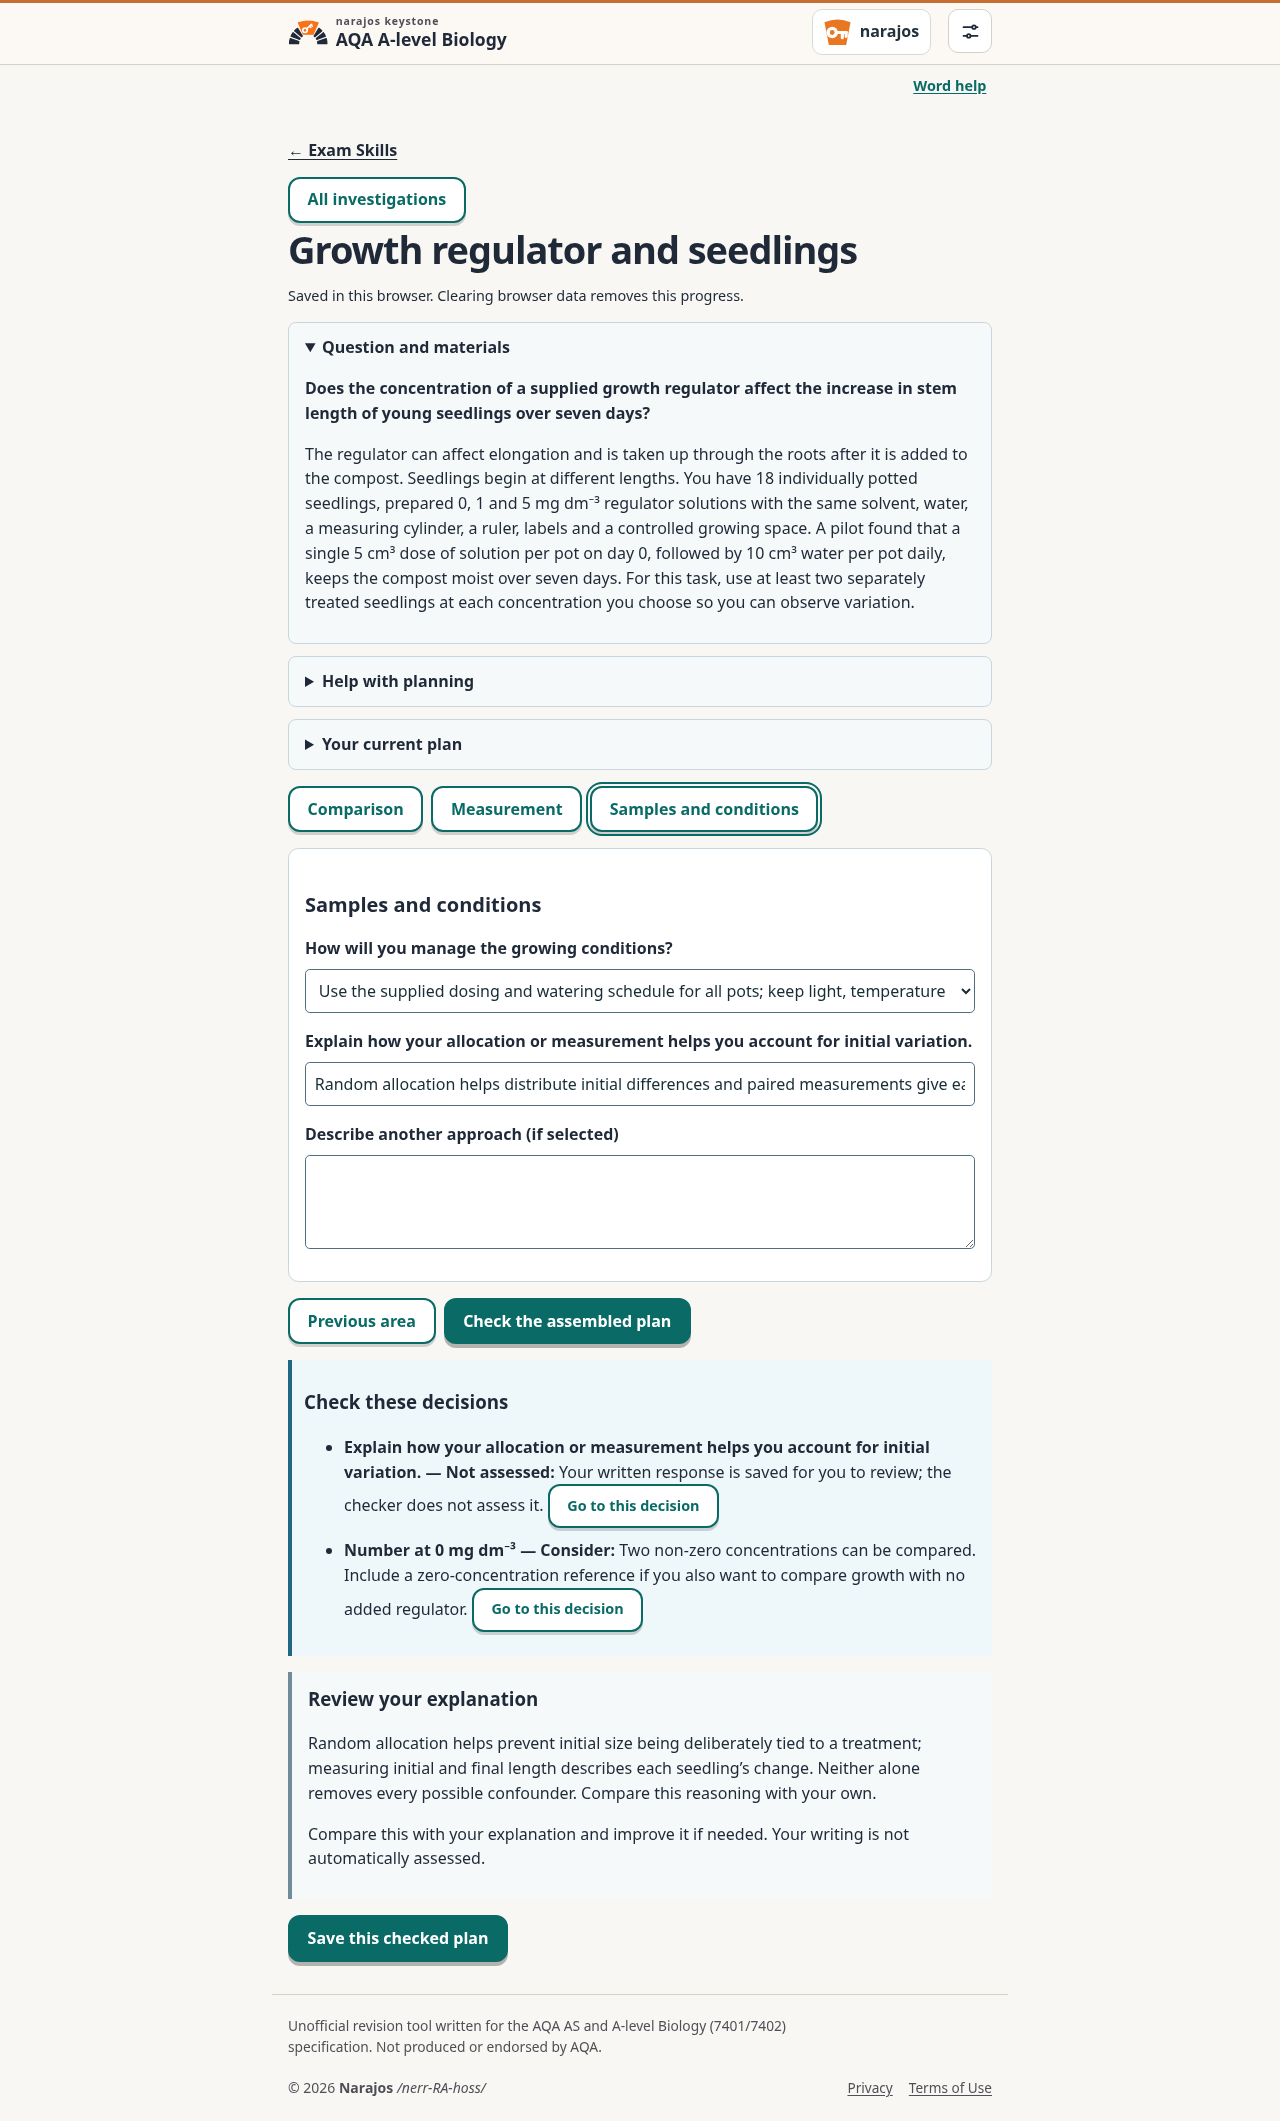 narajos keystone
AQA A-level Biology
narajos
Word help
← Exam Skills
All investigations
Growth regulator and seedlings
Saved in this browser. Clearing browser data removes this progress.
▼ Question and materials
Does the concentration of a supplied growth regulator affect the increase in stem
length of young seedlings over seven days?
The regulator can affect elongation and is taken up through the roots after it is added to
the compost. Seedlings begin at different lengths. You have 18 individually potted
seedlings, prepared 0, 1 and 5 mg dm⁻³ regulator solutions with the same solvent, water,
a measuring cylinder, a ruler, labels and a controlled growing space. A pilot found that a
single 5 cm³ dose of solution per pot on day 0, followed by 10 cm³ water per pot daily,
keeps the compost moist over seven days. For this task, use at least two separately
treated seedlings at each concentration you choose so you can observe variation.
▶ Help with planning
▶ Your current plan
Comparison Measurement Samples and conditions
Samples and conditions
How will you manage the growing conditions?
Use the supplied dosing and watering schedule for all pots; keep light, temperature
Explain how your allocation or measurement helps you account for initial variation.
Random allocation helps distribute initial differences and paired measurements give ea
Describe another approach (if selected)
Previous area Check the assembled plan
Check these decisions
• Explain how your allocation or measurement helps you account for initial
variation. — Not assessed: Your written response is saved for you to review; the
checker does not assess it. Go to this decision
• Number at 0 mg dm⁻³ — Consider: Two non-zero concentrations can be compared.
Include a zero-concentration reference if you also want to compare growth with no
added regulator. Go to this decision
Review your explanation
Random allocation helps prevent initial size being deliberately tied to a treatment;
measuring initial and final length describes each seedling’s change. Neither alone
removes every possible confounder. Compare this reasoning with your own.
Compare this with your explanation and improve it if needed. Your writing is not
automatically assessed.
Save this checked plan
Unofficial revision tool written for the AQA AS and A-level Biology (7401/7402)
specification. Not produced or endorsed by AQA.
© 2026 Narajos /nerr-RA-hoss/
Privacy Terms of Use